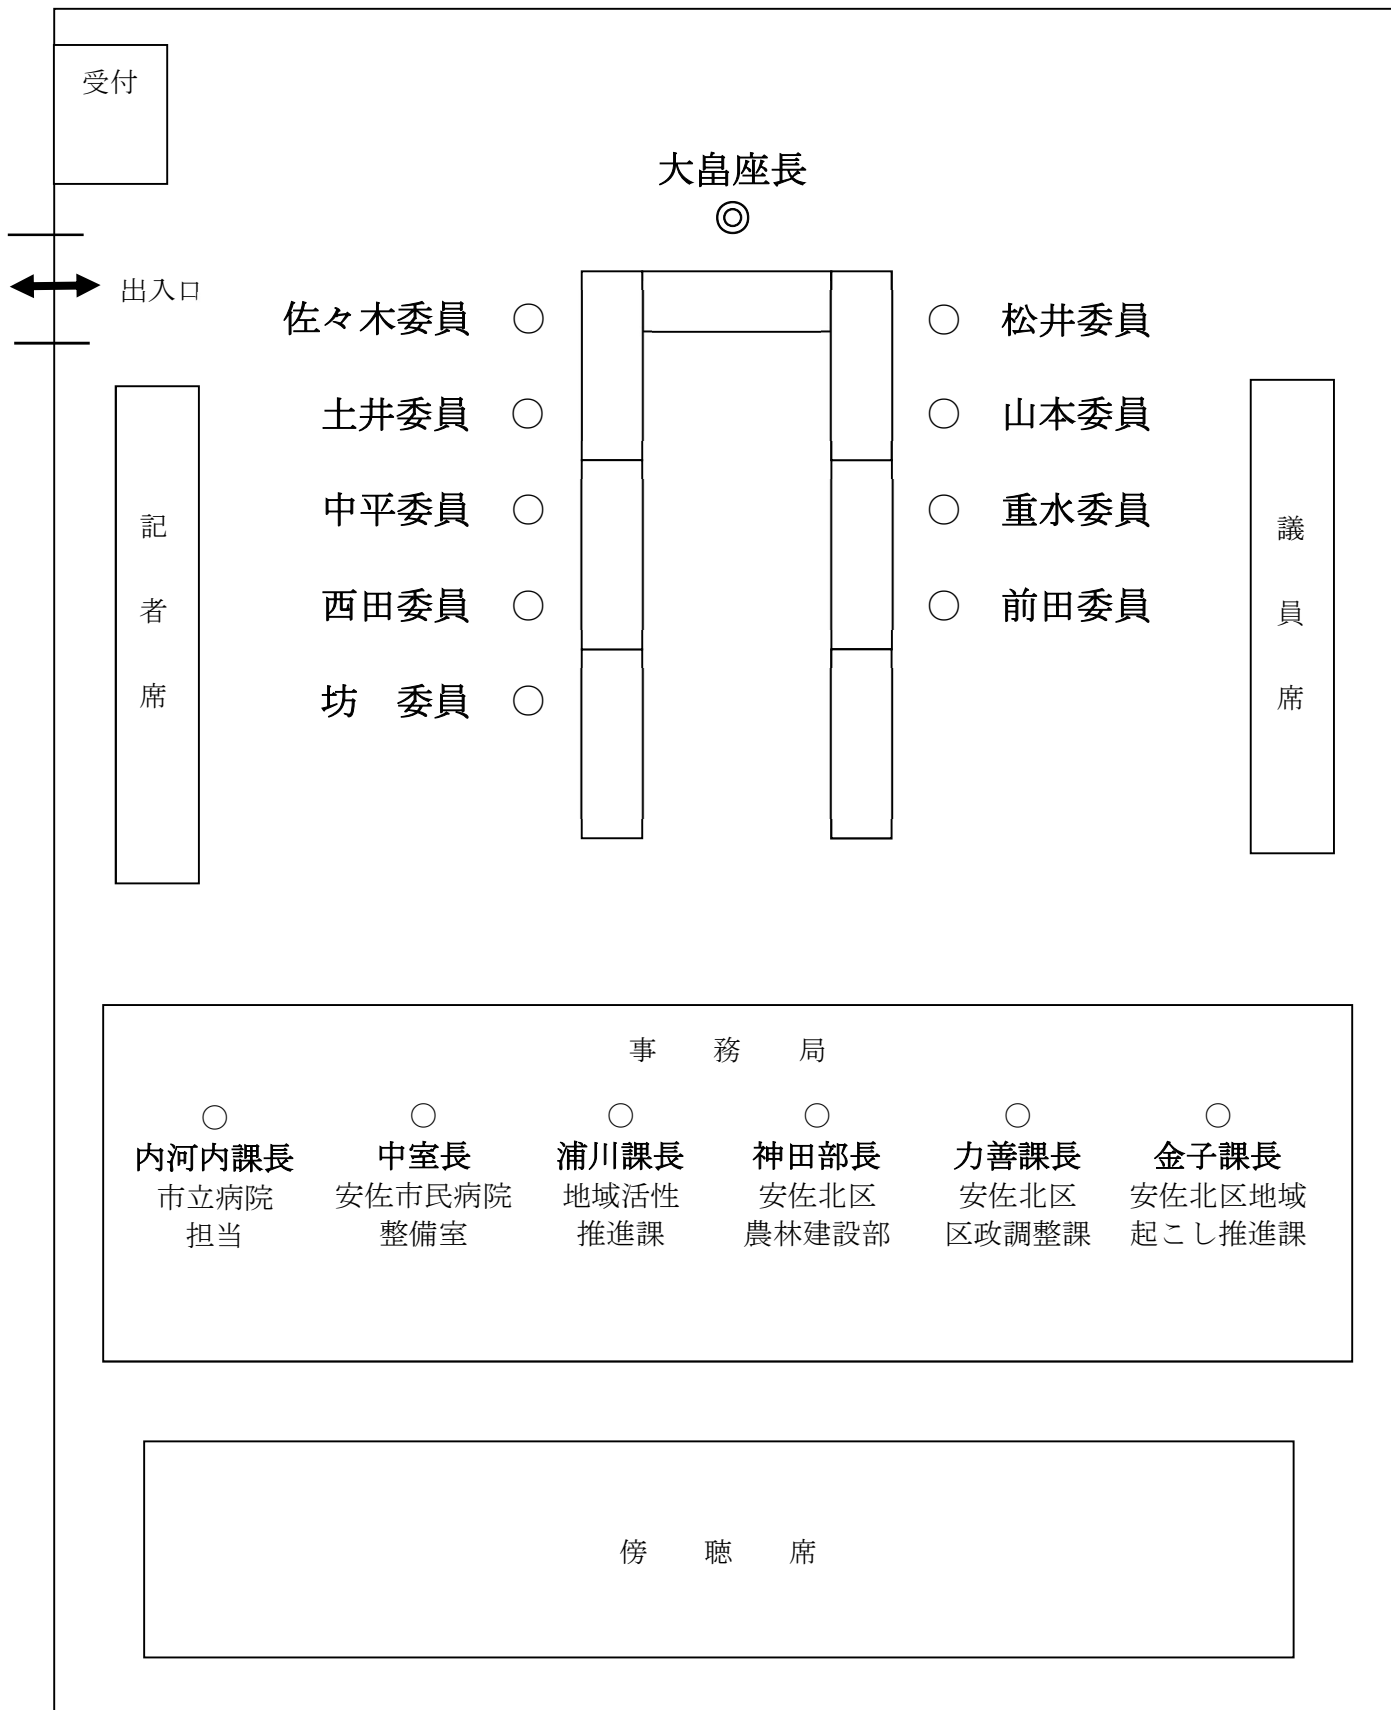 受付
大畠座長
◎
出入口
佐々木委員 ○
○ 松井委員
土井委員 ○
○ 山本委員
中平委員 ○
○ 重水委員
西田委員 ○
○ 前田委員
坊　委員 ○
記者席
議員席
事　務　局
○ ○ ○ ○ ○ ○
内河内課長
市立病院
担当
中室長
安佐市民病院
整備室
浦川課長
地域活性
推進課
神田部長
安佐北区
農林建設部
力善課長
安佐北区
区政調整課
金子課長
安佐北区地域
起こし推進課
傍　聴　席